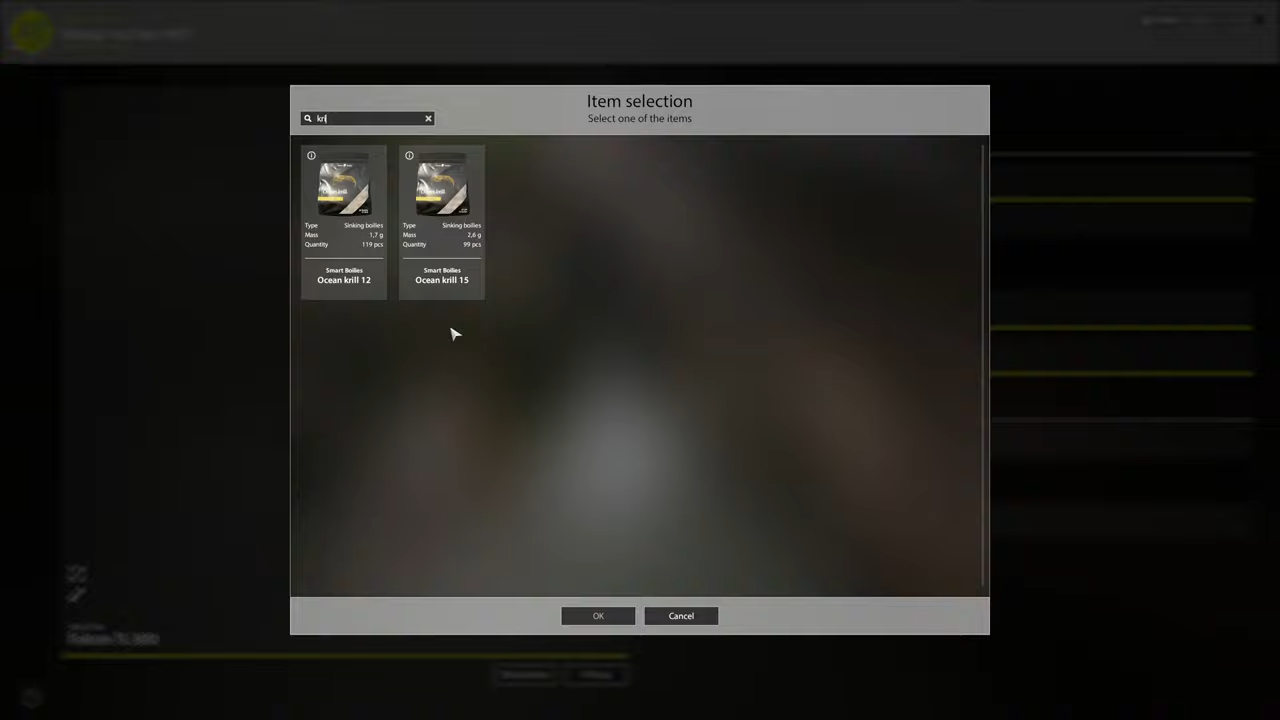 Item selection
Select one of the items
kri
Type Sinking boilies
Mass 1,7 g
Quantity 119 pcs
Smart Boilies
Ocean krill 12
Type Sinking boilies
Mass 2,6 g
Quantity 99 pcs
Smart Boilies
Ocean krill 15
OK
Cancel